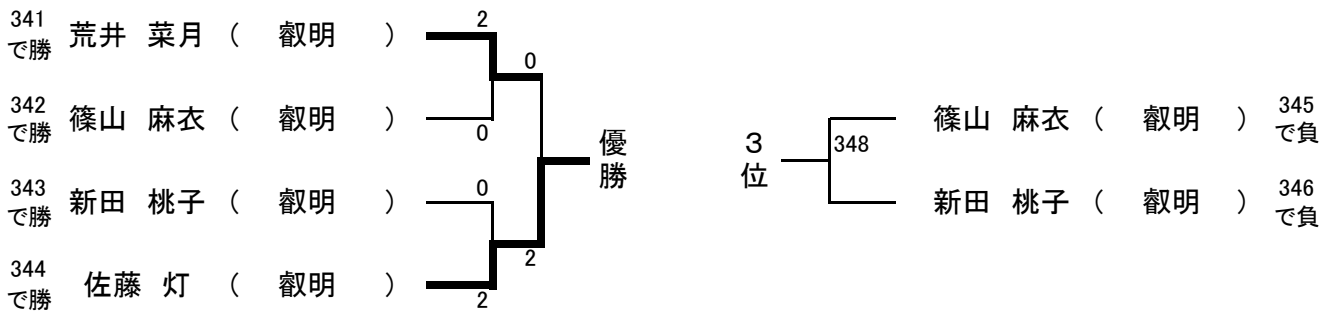 341
で勝
荒井 菜月 ( 叡明 )
2
0
342
で勝
篠山 麻衣 ( 叡明 )
0
優勝
343
で勝
新田 桃子 ( 叡明 )
0
2
344
で勝
佐藤 灯 ( 叡明 )
2
3位
348
篠山 麻衣 ( 叡明 )
345
で負
新田 桃子 ( 叡明 )
346
で負